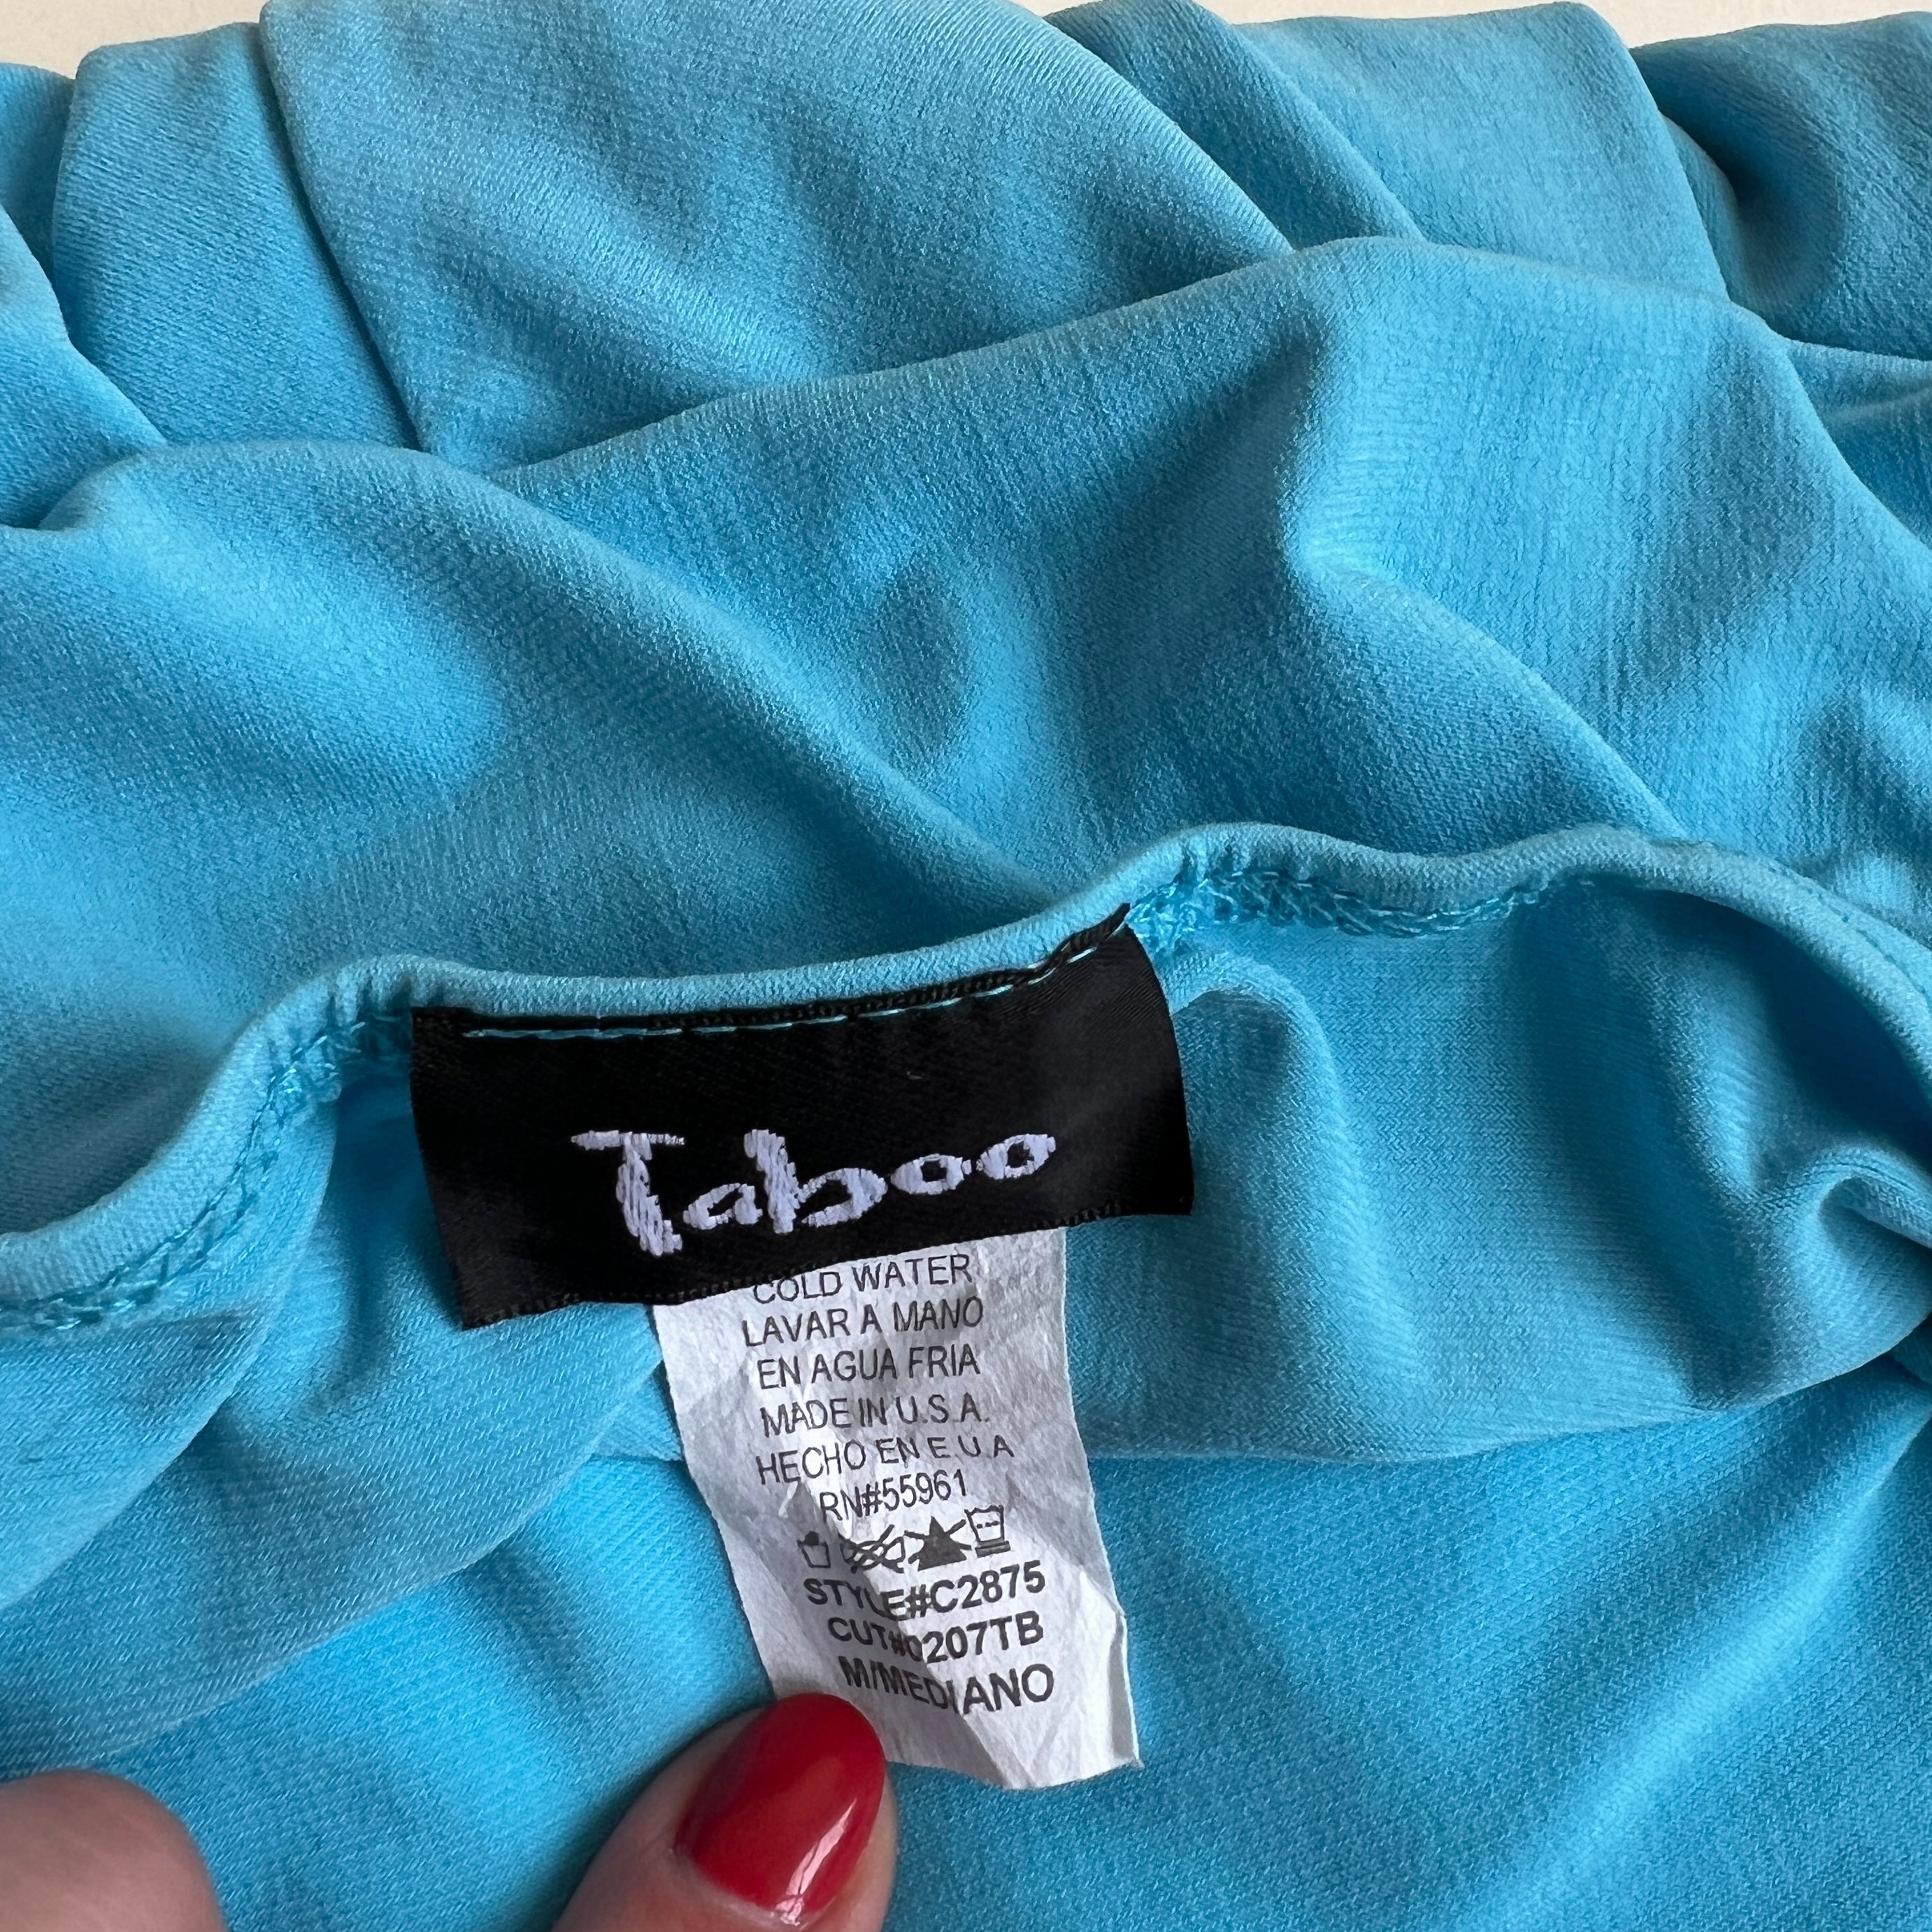 Taboo
COLD WATER
LAVAR A MANO
EN AGUA FRIA
MADE IN U.S.A.
HECHO EN E.U.A
RN#55961
STYLE#C2875
CUT#0207TB
M/MEDIANO